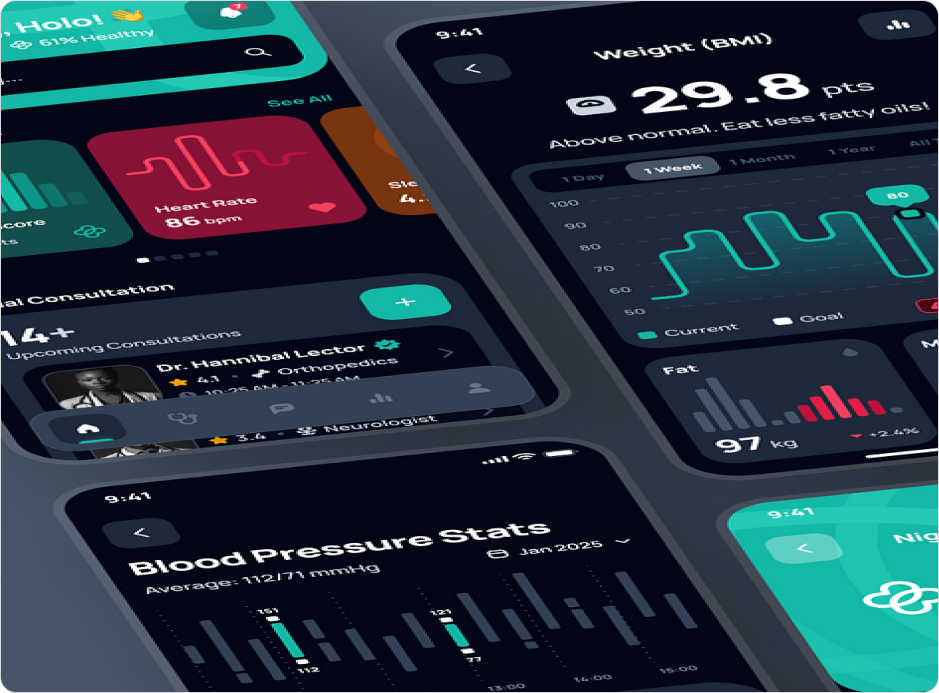 , Holo! 👋
7
61% Healthy
See All
core
ts
Heart Rate
86 bpm
al Consultation
14+
Upcoming Consultations
Dr. Hannibal Lector
4.1 • Orthopedics
10:25 AM - 11:25 AM
3.4 • Neurologist
9:41
Weight (BMI)
29.8 pts
Above normal. Eat less fatty oils!
1 Day
1 Week
1 Month
1 Year
All T
100
90
80
70
60
50
80
Current
Goal
Fat
97 kg
+2.4%
M
9:41
Blood Pressure Stats
Average: 112/71 mmHg
Jan 2025
151
112
121
77
13:00
14:00
15:00
9:41
Nig